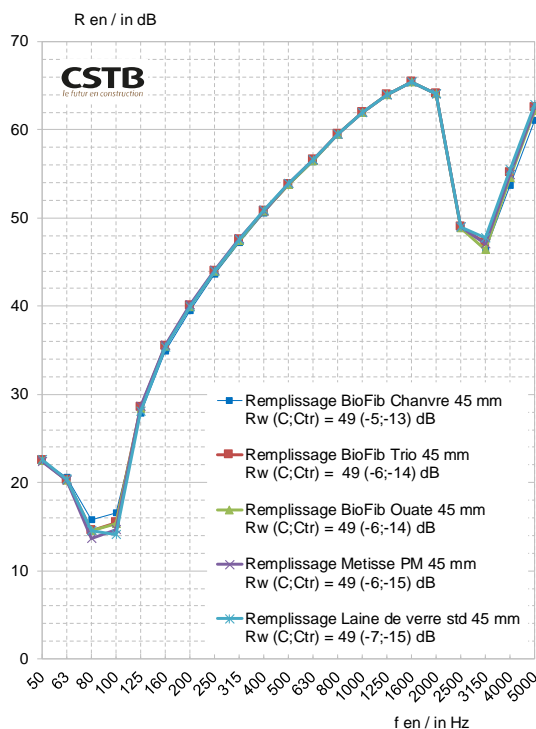 R en / in dB
CSTB
le futur en construction
70
60
50
40
30
20
10
0
Remplissage BioFib Chanvre 45 mm
Rw (C;Ctr) = 49 (-5;-13) dB
Remplissage BioFib Trio 45 mm
Rw (C;Ctr) = 49 (-6;-14) dB
Remplissage BioFib Ouate 45 mm
Rw (C;Ctr) = 49 (-6;-14) dB
Remplissage Metisse PM 45 mm
Rw (C;Ctr) = 49 (-6;-15) dB
Remplissage Laine de verre std 45 mm
Rw (C;Ctr) = 49 (-7;-15) dB
50 63 80 100 125 160 200 250 315 400 500 630 800 1000 1250 1600 2000 2500 3150 4000 5000
f en / in Hz